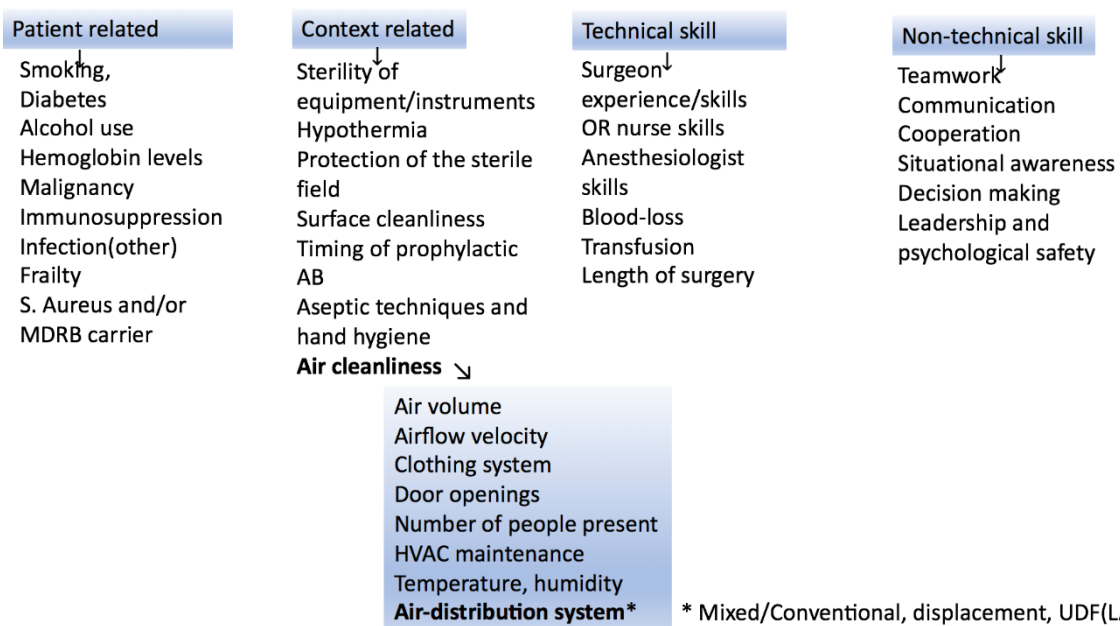 Patient related
Smoking,
Diabetes
Alcohol use
Hemoglobin levels
Malignancy
Immunosuppression
Infection(other)
Frailty
S. Aureus and/or
MDRB carrier
Context related
Sterility of
equipment/instruments
Hypothermia
Protection of the sterile
field
Surface cleanliness
Timing of prophylactic
AB
Aseptic techniques and
hand hygiene
Air cleanliness
Air volume
Airflow velocity
Clothing system
Door openings
Number of people present
HVAC maintenance
Temperature, humidity
Air-distribution system*
Technical skill
Surgeon
experience/skills
OR nurse skills
Anesthesiologist
skills
Blood-loss
Transfusion
Length of surgery
Non-technical skill
Teamwork
Communication
Cooperation
Situational awareness
Decision making
Leadership and
psychological safety
* Mixed/Conventional, displacement, UDF(L